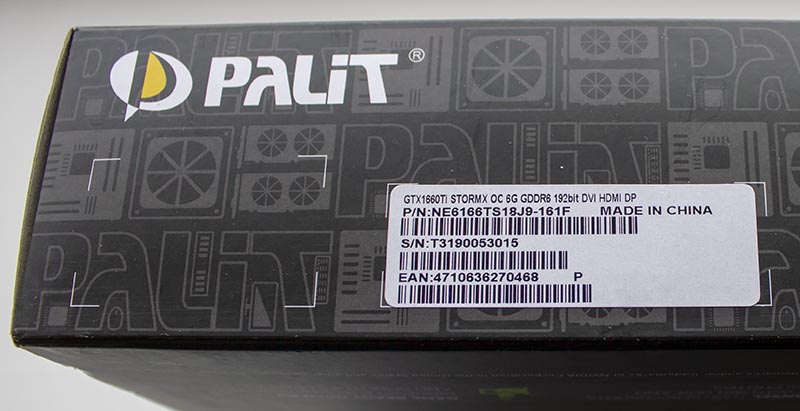 PALiT®
GTX1660Ti STORMX OC 6G GDDR6 192bit DVI HDMI DP
P/N:NE6166TS18J9-161F MADE IN CHINA
S/N:T3190053015
EAN:4710636270468 P